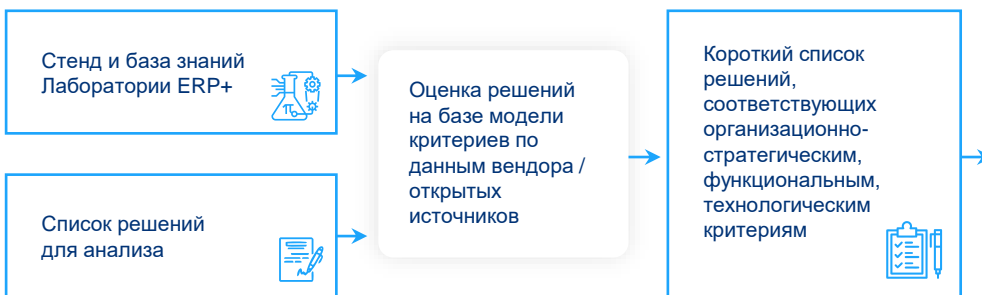 Стенд и база знаний
Лаборатории ERP+
Список решений
для анализа
Оценка решений
на базе модели
критериев по
данным вендора /
открытых
источников
Короткий список
решений,
соответствующих
организационно-
стратегическим,
функциональным,
технологическим
критериям